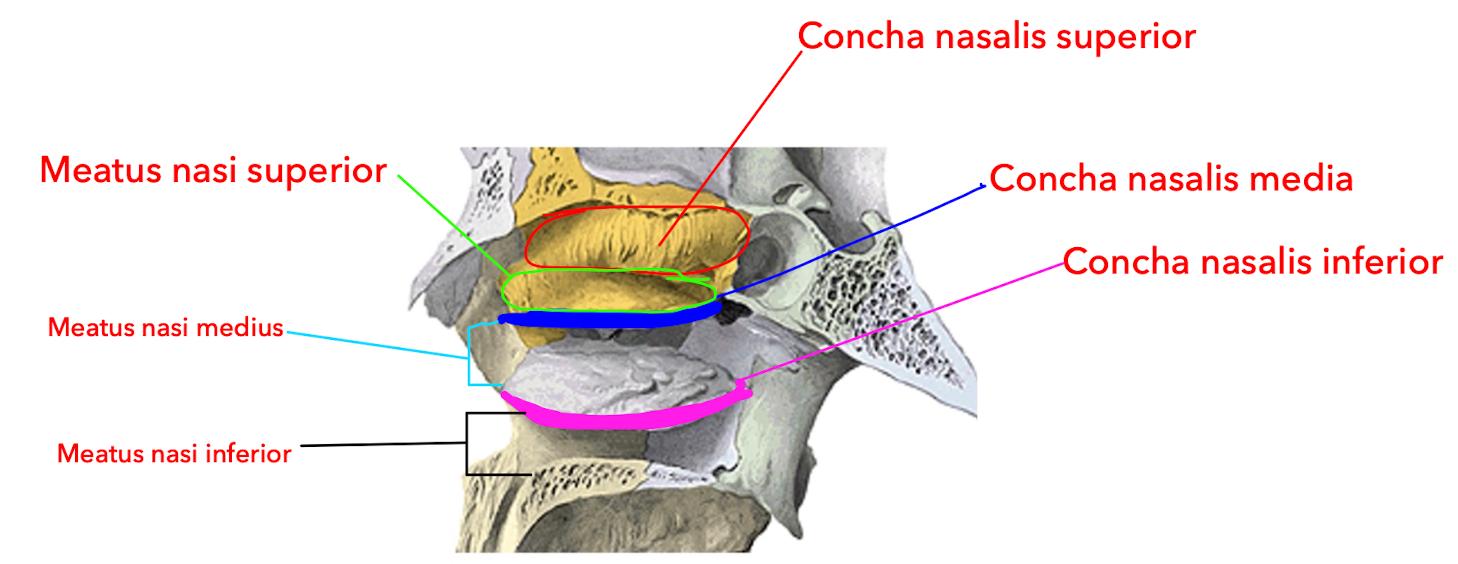 Concha nasalis superior
Meatus nasi superior
Concha nasalis media
Concha nasalis inferior
Meatus nasi medius
Meatus nasi inferior